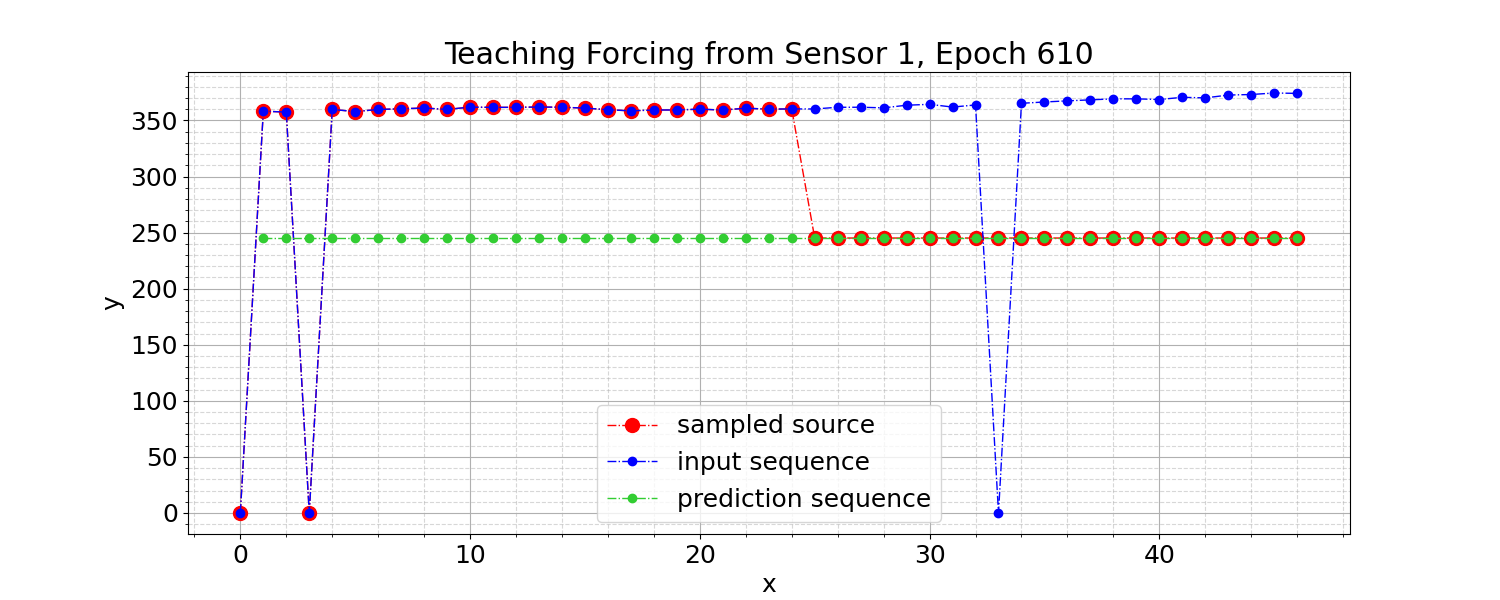 Teaching Forcing from Sensor 1, Epoch 610
350
300
250
200
150
100
50
0
y
sampled source
input sequence
prediction sequence
0 10 20 30 40
x